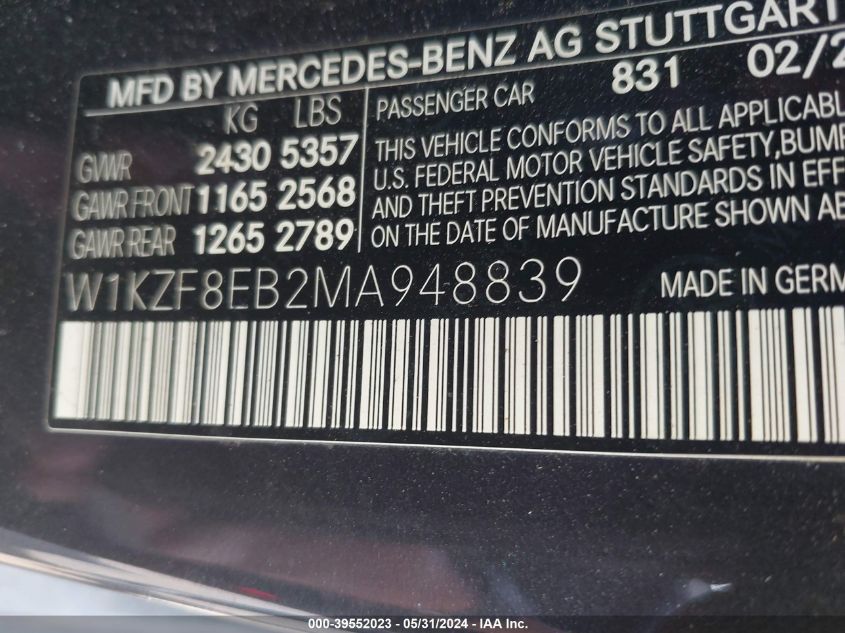 MFD BY MERCEDES-BENZ AG STUTTGART
KG LBS
GVWR 2430 5357
GAWR FRONT 1165 2568
GAWR REAR 1265 2789
831 02/2
PASSENGER CAR
THIS VEHICLE CONFORMS TO ALL APPLICABL
U.S. FEDERAL MOTOR VEHICLE SAFETY,BUMP
AND THEFT PREVENTION STANDARDS IN EFF
ON THE DATE OF MANUFACTURE SHOWN AB
W1KZF8EB2MA948839
MADE IN GERM
000-39552023 - 05/31/2024 - IAA Inc.